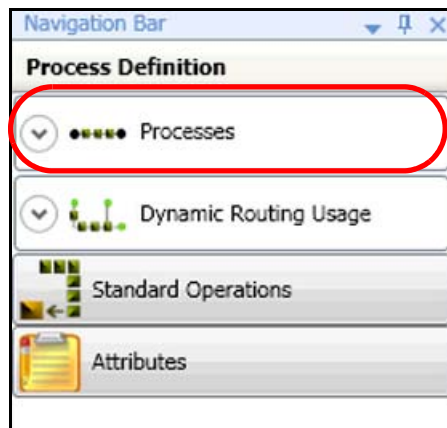 Navigation Bar
Process Definition
Processes
Dynamic Routing Usage
Standard Operations
Attributes